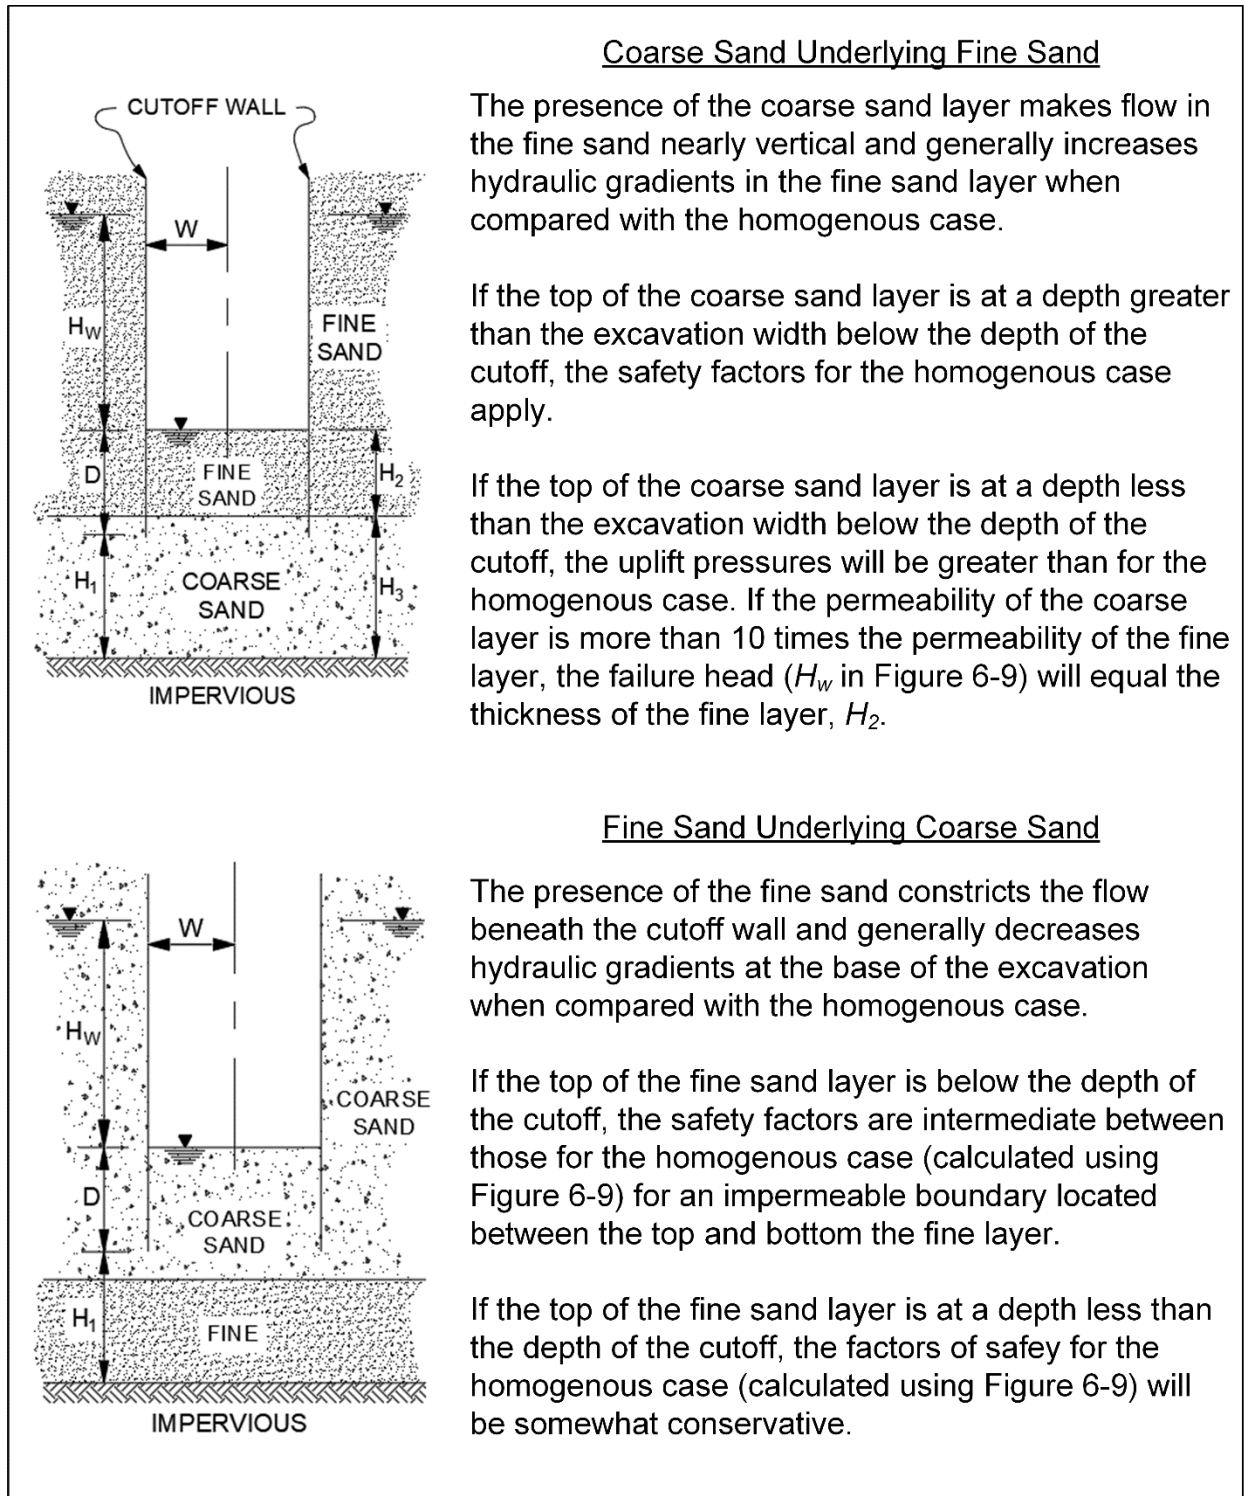 Coarse Sand Underlying Fine Sand
CUTOFF WALL
W
H_W
FINE
SAND
D
FINE
SAND
H_2
H_1
COARSE
SAND
H_3
IMPERVIOUS
The presence of the coarse sand layer makes flow in
the fine sand nearly vertical and generally increases
hydraulic gradients in the fine sand layer when
compared with the homogenous case.
If the top of the coarse sand layer is at a depth greater
than the excavation width below the depth of the
cutoff, the safety factors for the homogenous case
apply.
If the top of the coarse sand layer is at a depth less
than the excavation width below the depth of the
cutoff, the uplift pressures will be greater than for the
homogenous case. If the permeability of the coarse
layer is more than 10 times the permeability of the fine
layer, the failure head (H_w in Figure 6-9) will equal the
thickness of the fine layer, H_2.
Fine Sand Underlying Coarse Sand
W
H_W
COARSE
SAND
D
COARSE
SAND
H_1
FINE
IMPERVIOUS
The presence of the fine sand constricts the flow
beneath the cutoff wall and generally decreases
hydraulic gradients at the base of the excavation
when compared with the homogenous case.
If the top of the fine sand layer is below the depth of
the cutoff, the safety factors are intermediate between
those for the homogenous case (calculated using
Figure 6-9) for an impermeable boundary located
between the top and bottom the fine layer.
If the top of the fine sand layer is at a depth less than
the depth of the cutoff, the factors of safey for the
homogenous case (calculated using Figure 6-9) will
be somewhat conservative.